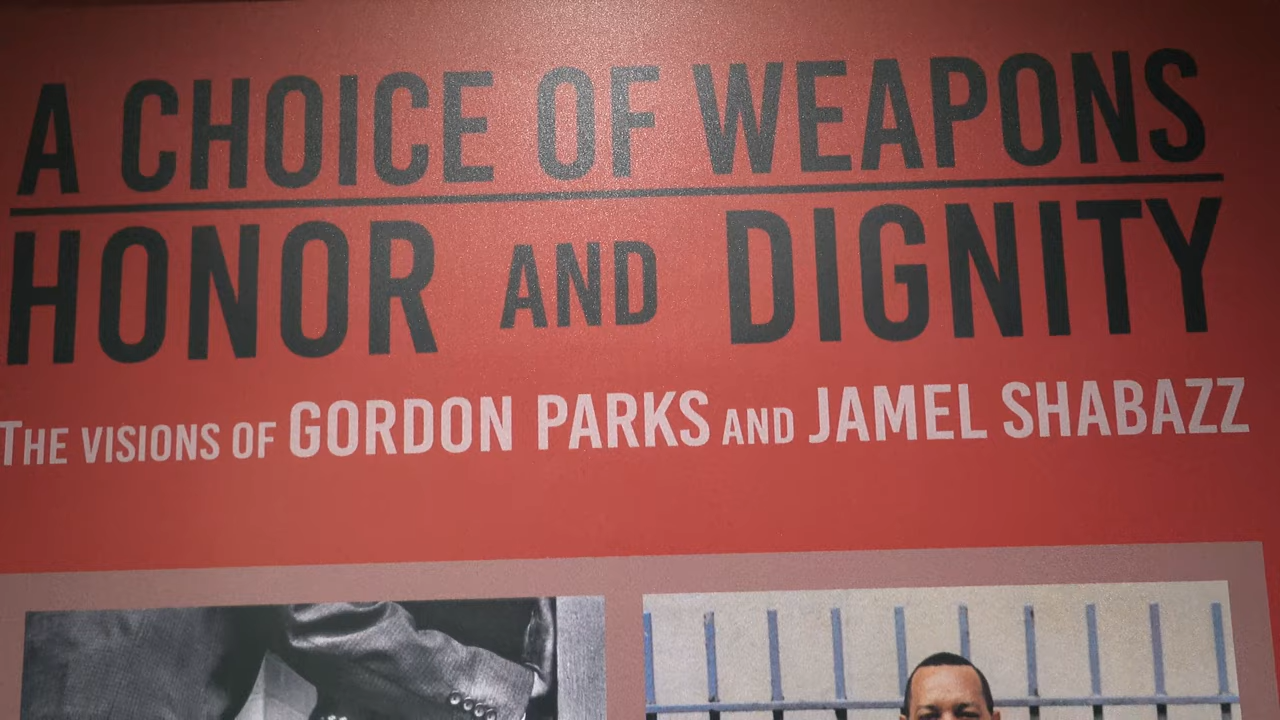 A CHOICE OF WEAPONS
HONOR AND DIGNITY
THE VISIONS OF GORDON PARKS AND JAMEL SHABAZZ